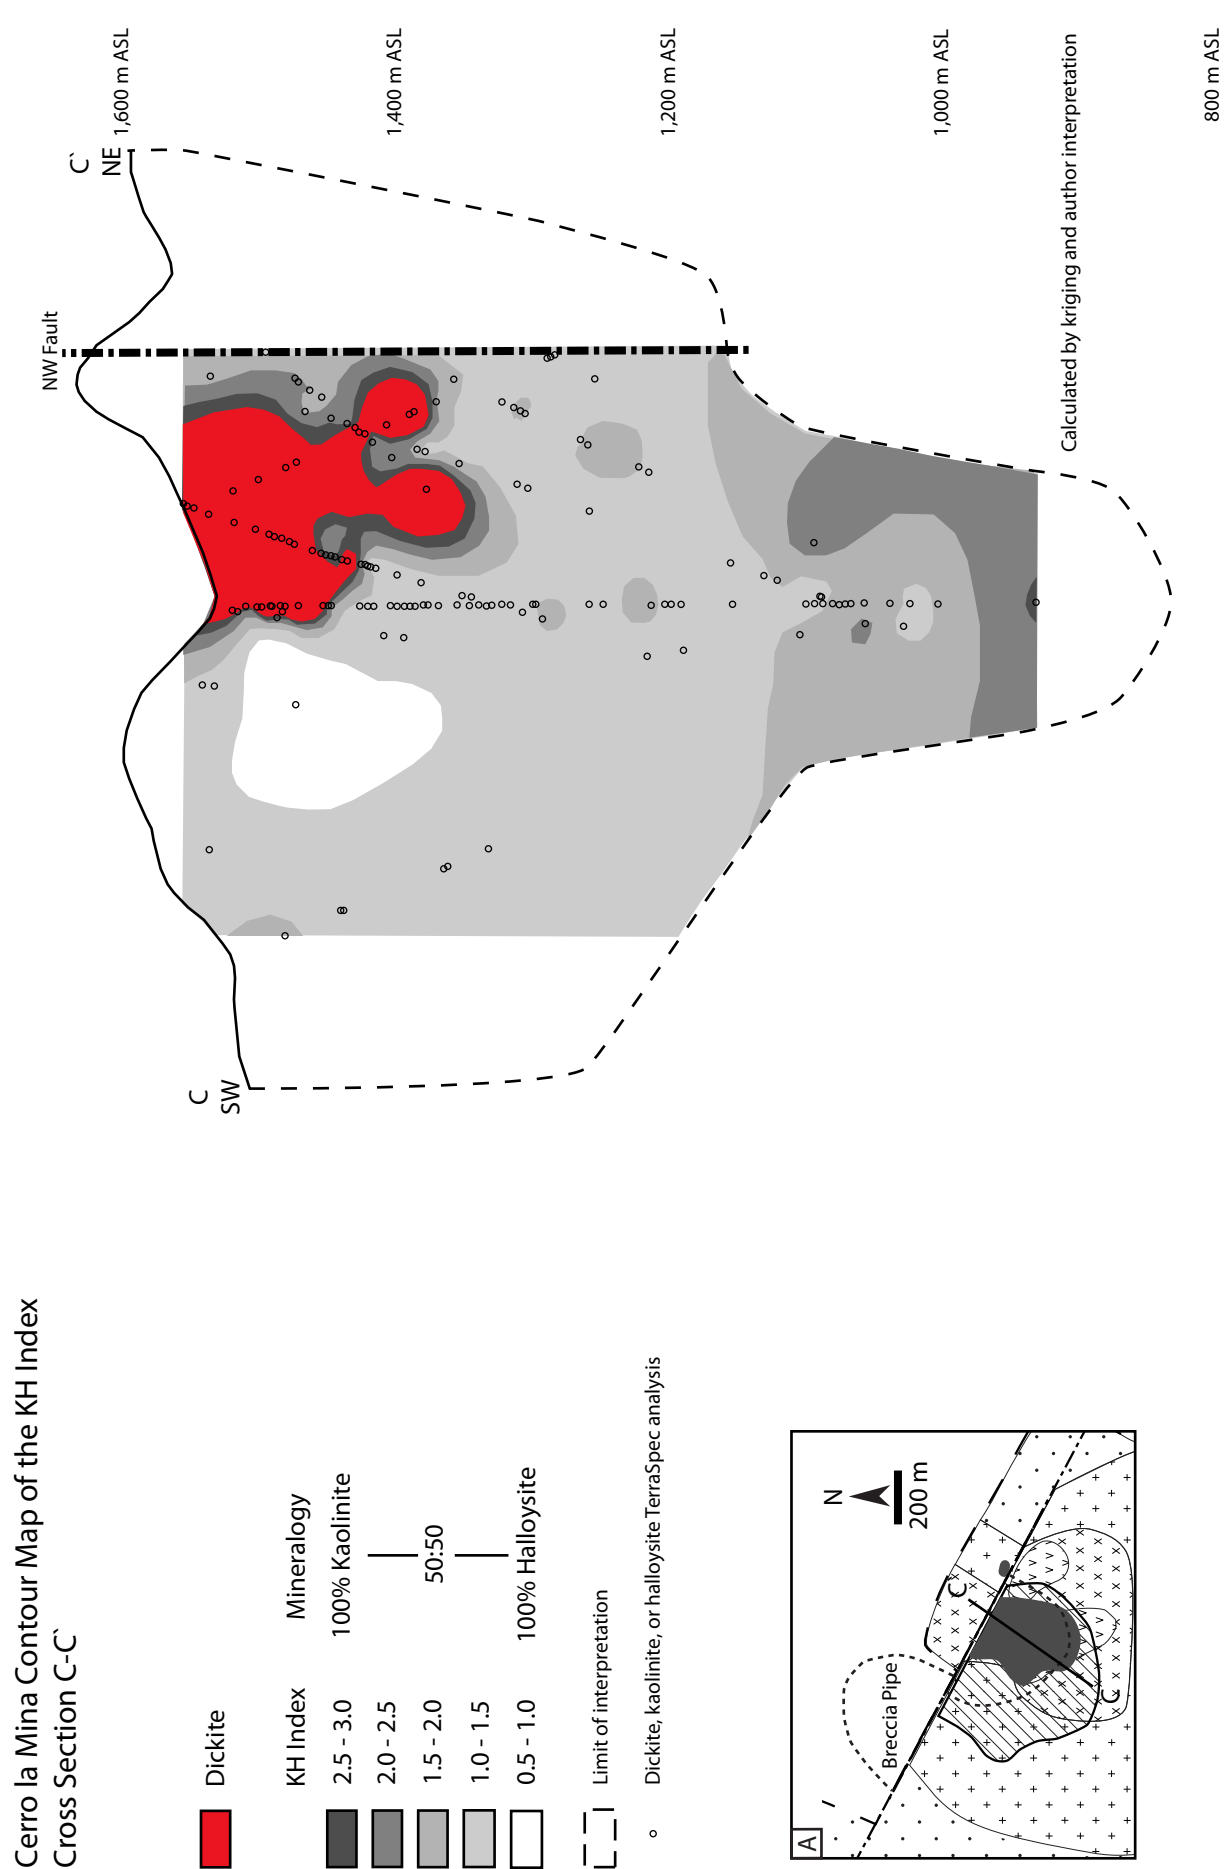 Cerro la Mina Contour Map of the KH Index
Cross Section C-C`
Dickite
KH Index Mineralogy
2.5 - 3.0 100% Kaolinite
2.0 - 2.5
1.5 - 2.0 50:50
1.0 - 1.5
0.5 - 1.0 100% Halloysite
Limit of interpretation
Dickite, kaolinite, or halloysite TerraSpec analysis
C
SW
NW Fault
C`
NE
1,600 m ASL
1,400 m ASL
1,200 m ASL
1,000 m ASL
800 m ASL
Calculated by kriging and author interpretation
A
Breccia Pipe
N
200 m
C`
C